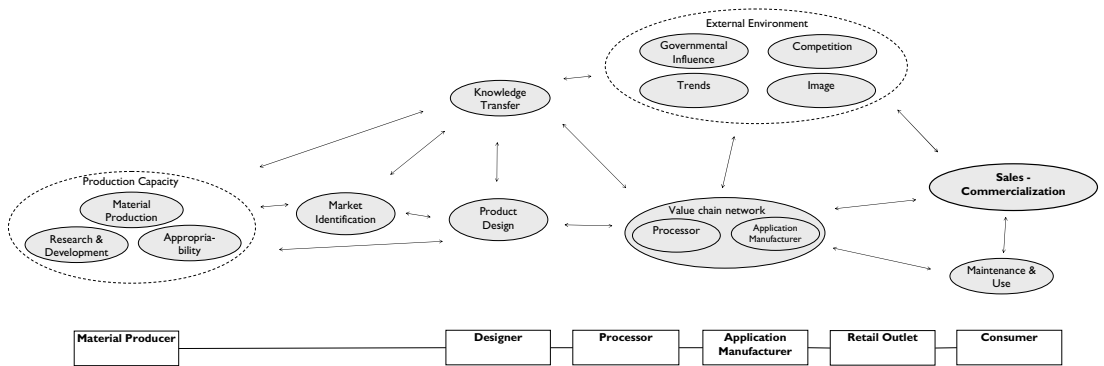 External Environment
Governmental
Influence
Competition
Trends
Image
Knowledge
Transfer
Production Capacity
Material
Production
Research &
Development
Appropria-
bility
Market
Identification
Product
Design
Value chain network
Processor
Application
Manufacturer
Sales -
Commercialization
Maintenance &
Use
Material Producer
Designer
Processor
Application
Manufacturer
Retail Outlet
Consumer